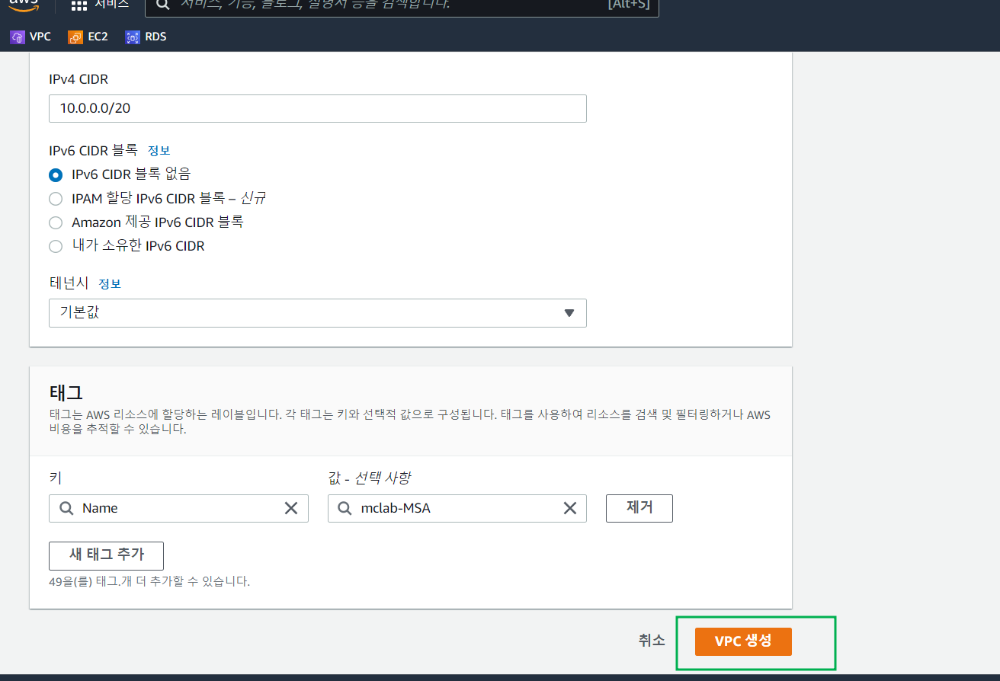 aws
서비스
서비스, 기능, 블로그, 설명서 등을 검색합니다.
[Alt+S]
VPC EC2 RDS
IPv4 CIDR
10.0.0.0/20
IPv6 CIDR 블록 정보
IPv6 CIDR 블록 없음
IPAM 할당 IPv6 CIDR 블록 – 신규
Amazon 제공 IPv6 CIDR 블록
내가 소유한 IPv6 CIDR
테넌시 정보
기본값
태그
태그는 AWS 리소스에 할당하는 레이블입니다. 각 태그는 키와 선택적 값으로 구성됩니다. 태그를 사용하여 리소스를 검색 및 필터링하거나 AWS
비용을 추적할 수 있습니다.
키
값 - 선택 사항
Name
mclab-MSA
제거
새 태그 추가
49을(를) 태그.개 더 추가할 수 있습니다.
취소
VPC 생성